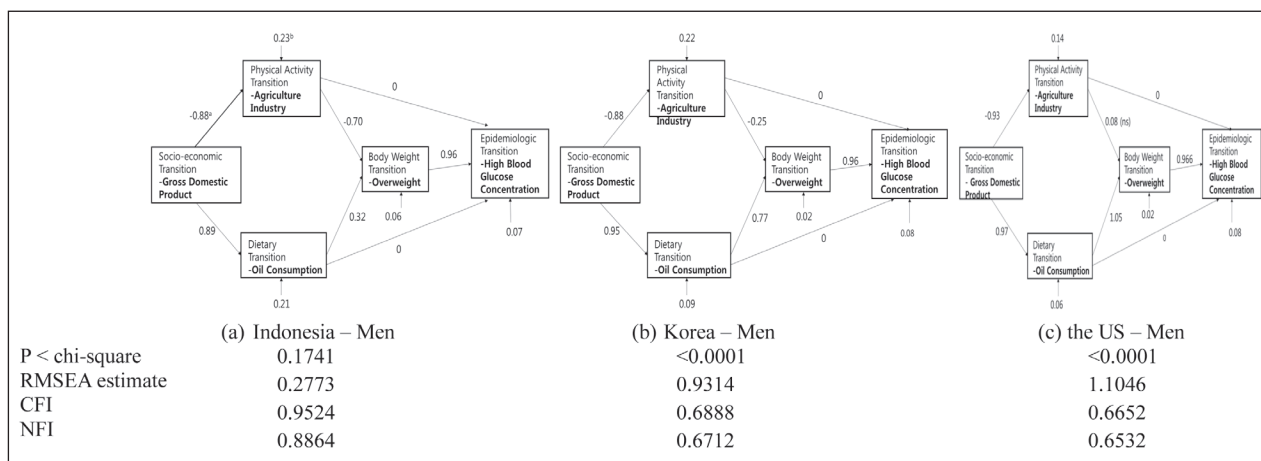 0.23ᵇ
Physical Activity
Transition
-Agriculture
Industry
0
-0.88ᵃ
-0.70
Epidemiologic
Transition
-High Blood
Glucose
Concentration
Socio-economic
Transition
-Gross Domestic
Product
Body Weight
Transition
-Overweight
0.96
0.32
0.06
0.07
0.89
0
Dietary
Transition
-Oil Consumption
0.21
(a) Indonesia – Men
0.22
Physical
Activity
Transition
-Agriculture
Industry
0
-0.88
-0.25
Epidemiologic
Transition
-High Blood
Glucose
Concentration
Socio-economic
Transition
-Gross Domestic
Product
Body Weight
Transition
-Overweight
0.96
0.77
0.02
0.08
0.95
0
Dietary
Transition
-Oil Consumption
0.09
(b) Korea – Men
0.14
Physical Activity
Transition
-Agriculture
Industry
0
-0.93
0.08 (ns)
Epidemiologic
Transition
-High Blood
Glucose
Concentration
Socio-economic
Transition
- Gross Domestic
Product
Body Weight
Transition
-Overweight
0.966
1.05
0.02
0.08
0.97
0
Dietary
Transition
-Oil Consumption
0.06
(c) the US – Men
P < chi-square 0.1741 <0.0001 <0.0001
RMSEA estimate 0.2773 0.9314 1.1046
CFI 0.9524 0.6888 0.6652
NFI 0.8864 0.6712 0.6532